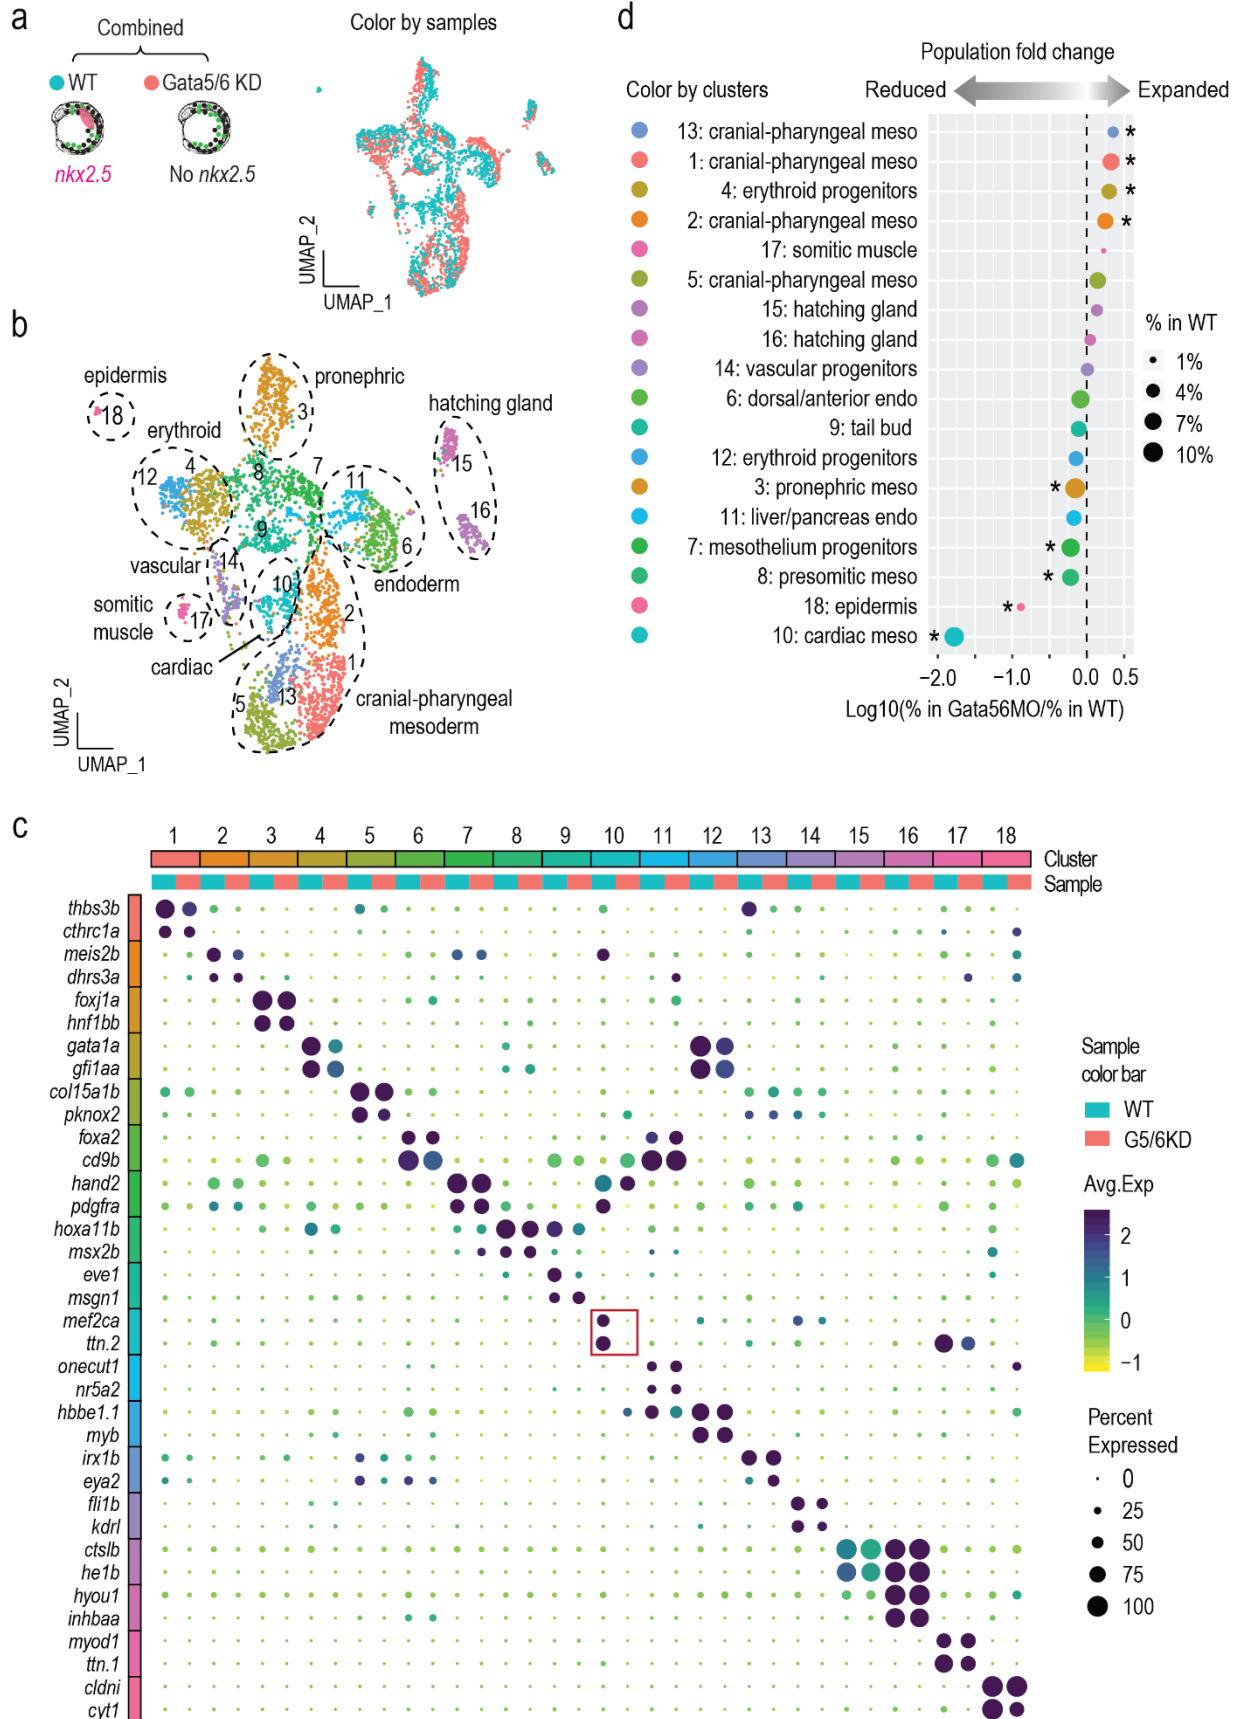 a
Combined
WT
Gata5/6 KD
nkx2.5
No nkx2.5
Color by samples
UMAP_2
UMAP_1
b
epidermis
18
pronephric
3
hatching gland
15
16
erythroid
12
4
8
7
11
9
6
endoderm
vascular
14
10
somitic
muscle
17
2
cardiac
1
13
5
cranial-pharyngeal
mesoderm
UMAP_2
UMAP_1
d
Population fold change
Color by clusters
Reduced
Expanded
13: cranial-pharyngeal meso *
1: cranial-pharyngeal meso *
4: erythroid progenitors *
2: cranial-pharyngeal meso *
17: somitic muscle
5: cranial-pharyngeal meso
15: hatching gland
16: hatching gland
14: vascular progenitors
6: dorsal/anterior endo
9: tail bud
12: erythroid progenitors
3: pronephric meso *
11: liver/pancreas endo
7: mesothelium progenitors *
8: presomitic meso *
18: epidermis *
10: cardiac meso *
−2.0 −1.0 0.0 0.5
Log10(% in Gata56MO/% in WT)
% in WT
1%
4%
7%
10%
c
1 2 3 4 5 6 7 8 9 10 11 12 13 14 15 16 17 18
Cluster
Sample
thbs3b
cthrc1a
meis2b
dhrs3a
foxj1a
hnf1bb
gata1a
gfi1aa
col15a1b
pknox2
foxa2
cd9b
hand2
pdgfra
hoxa11b
msx2b
eve1
msgn1
mef2ca
ttn.2
onecut1
nr5a2
hbbe1.1
myb
irx1b
eya2
fli1b
kdrl
ctslb
he1b
hyou1
inhbaa
myod1
ttn.1
cldni
cyt1
Sample
color bar
WT
G5/6KD
Avg.Exp
2
1
0
−1
Percent
Expressed
0
25
50
75
100